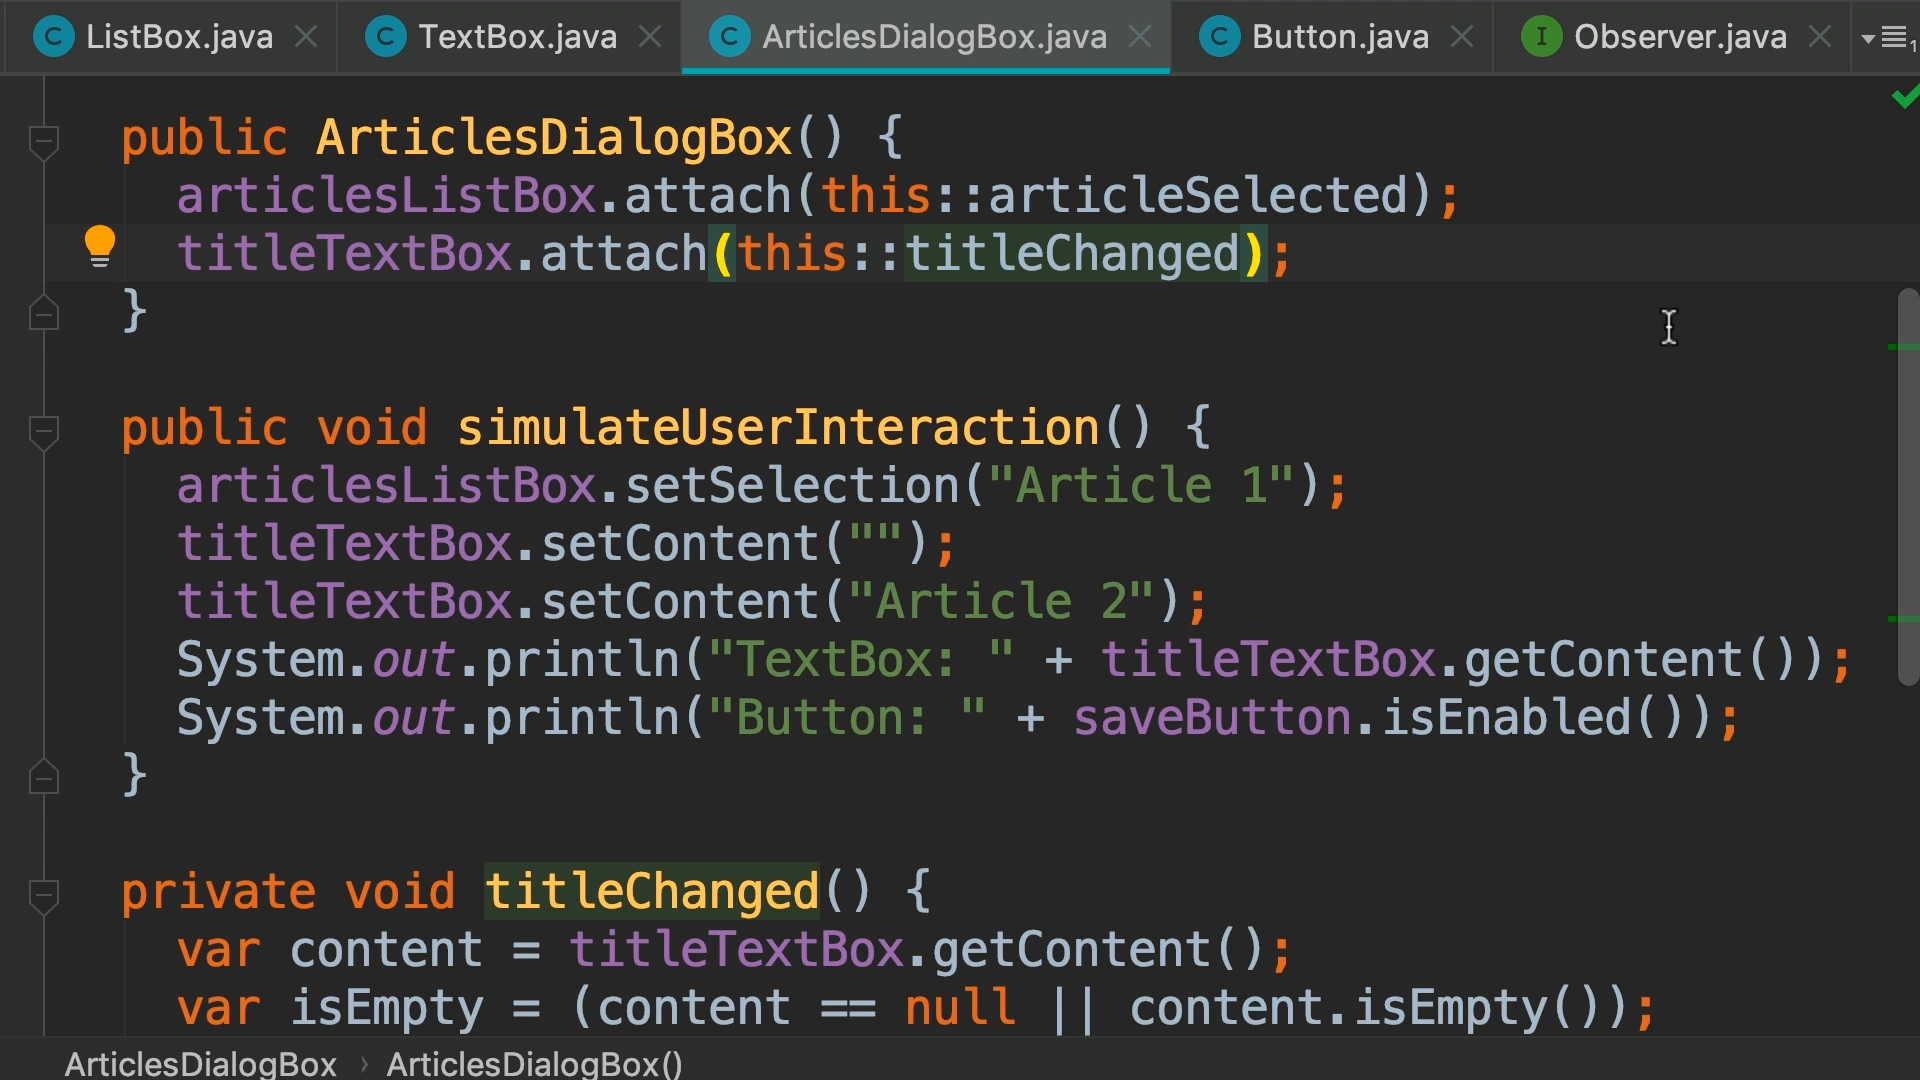 ListBox.java TextBox.java ArticlesDialogBox.java Button.java Observer.java
public ArticlesDialogBox() {
articlesListBox.attach(this::articleSelected);
titleTextBox.attach(this::titleChanged);
}
public void simulateUserInteraction() {
articlesListBox.setSelection("Article 1");
titleTextBox.setContent("");
titleTextBox.setContent("Article 2");
System.out.println("TextBox: " + titleTextBox.getContent());
System.out.println("Button: " + saveButton.isEnabled());
}
private void titleChanged() {
var content = titleTextBox.getContent();
var isEmpty = (content == null || content.isEmpty());
ArticlesDialogBox › ArticlesDialogBox()